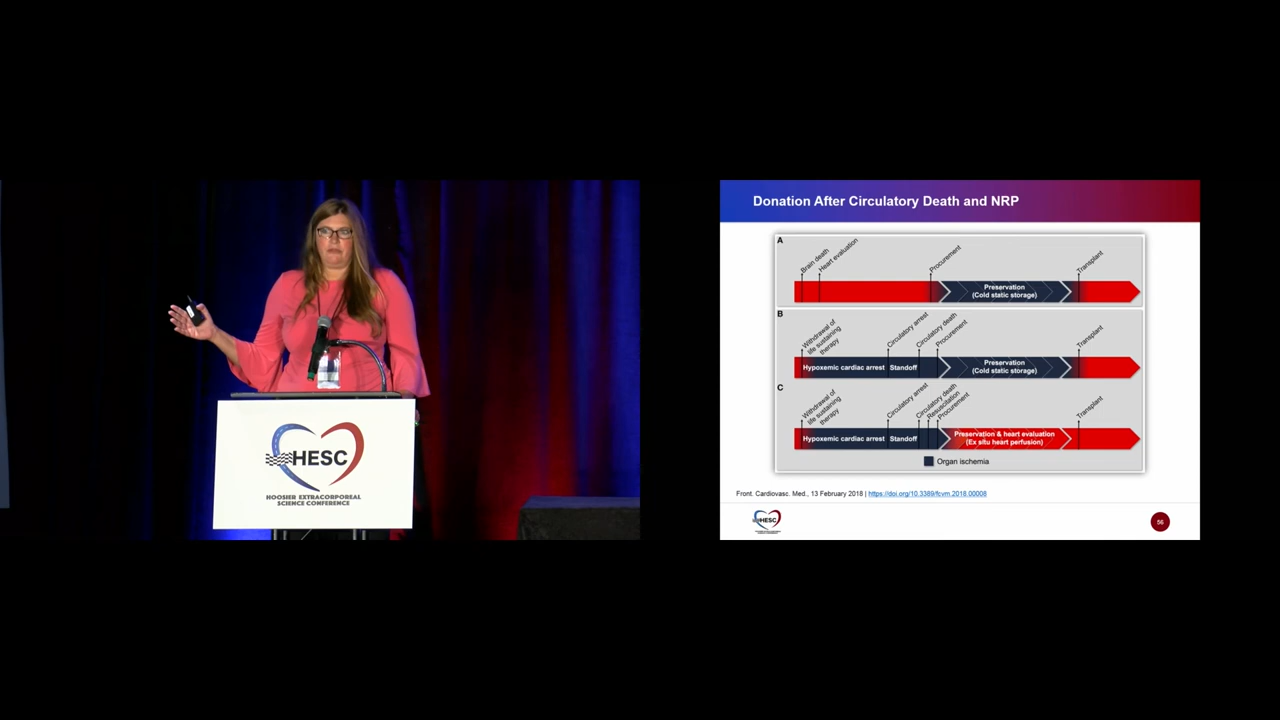 HESC
HOOSIER EXTRACORPOREAL
SCIENCE CONFERENCE
Donation After Circulatory Death and NRP
A
Brain death
Heart evaluation
Procurement
Transplant
Preservation
(Cold static storage)
B
Withdrawal of
life sustaining
therapy
Circulatory arrest
Circulatory death
Procurement
Transplant
Hypoxemic cardiac arrest
Standoff
Preservation
(Cold static storage)
C
Withdrawal of
life sustaining
therapy
Circulatory arrest
Circulatory death
Resuscitation
Procurement
Transplant
Hypoxemic cardiac arrest
Standoff
Preservation & heart evaluation
(Ex situ heart perfusion)
Organ ischemia
Front. Cardiovasc. Med., 13 February 2018 | https://doi.org/10.3389/fcvm.2018.00008
HESC
56